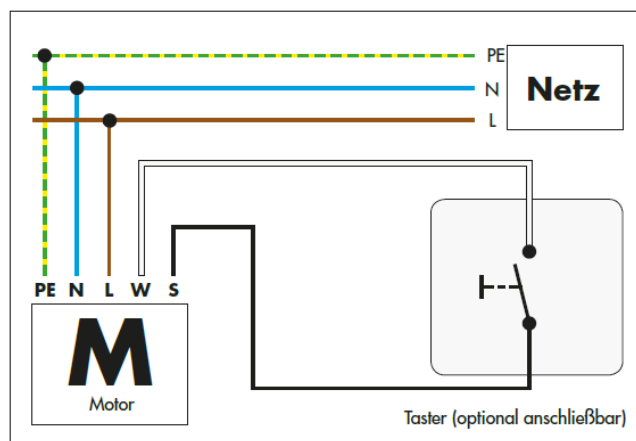 PE
N
Netz
L
PE N L W S
M
Motor
Taster (optional anschließbar)